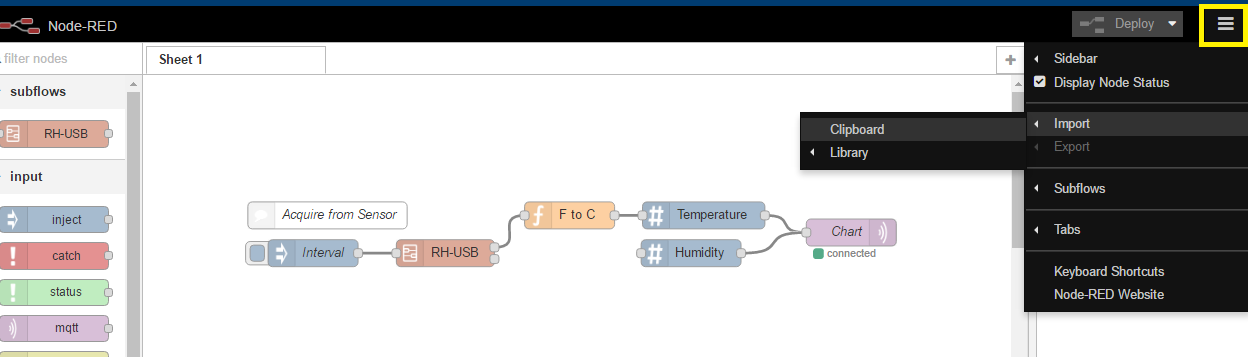 Node-RED
Deploy
filter nodes
Sheet 1
+
Sidebar
Display Node Status
Import
Export
Subflows
Tabs
Keyboard Shortcuts
Node-RED Website
Clipboard
Library
subflows
RH-USB
input
inject
catch
status
mqtt
Acquire from Sensor
F to C
Temperature
Chart
Interval
RH-USB
Humidity
connected